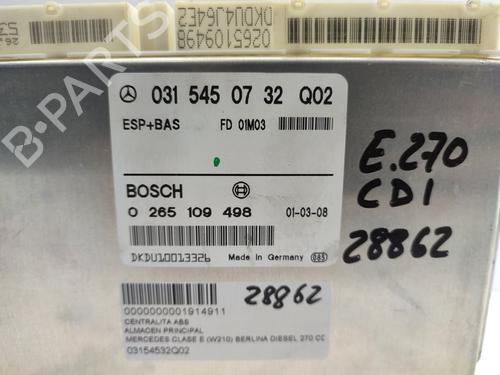 0265109498
DKDU4J64E2
031 545 07 32 Q02
ESP+BAS FD 01M03
BOSCH
0 265 109 498 01-03-08
DKDU10013326 Made in Germany 085
E.270
CDI
28862
28862
0000000001914911
CENTRALITA ABS
ALMACEN PRINCIPAL
MERCEDES CLASE E (W210) BERLINA DIESEL 270 CD
03154532Q02